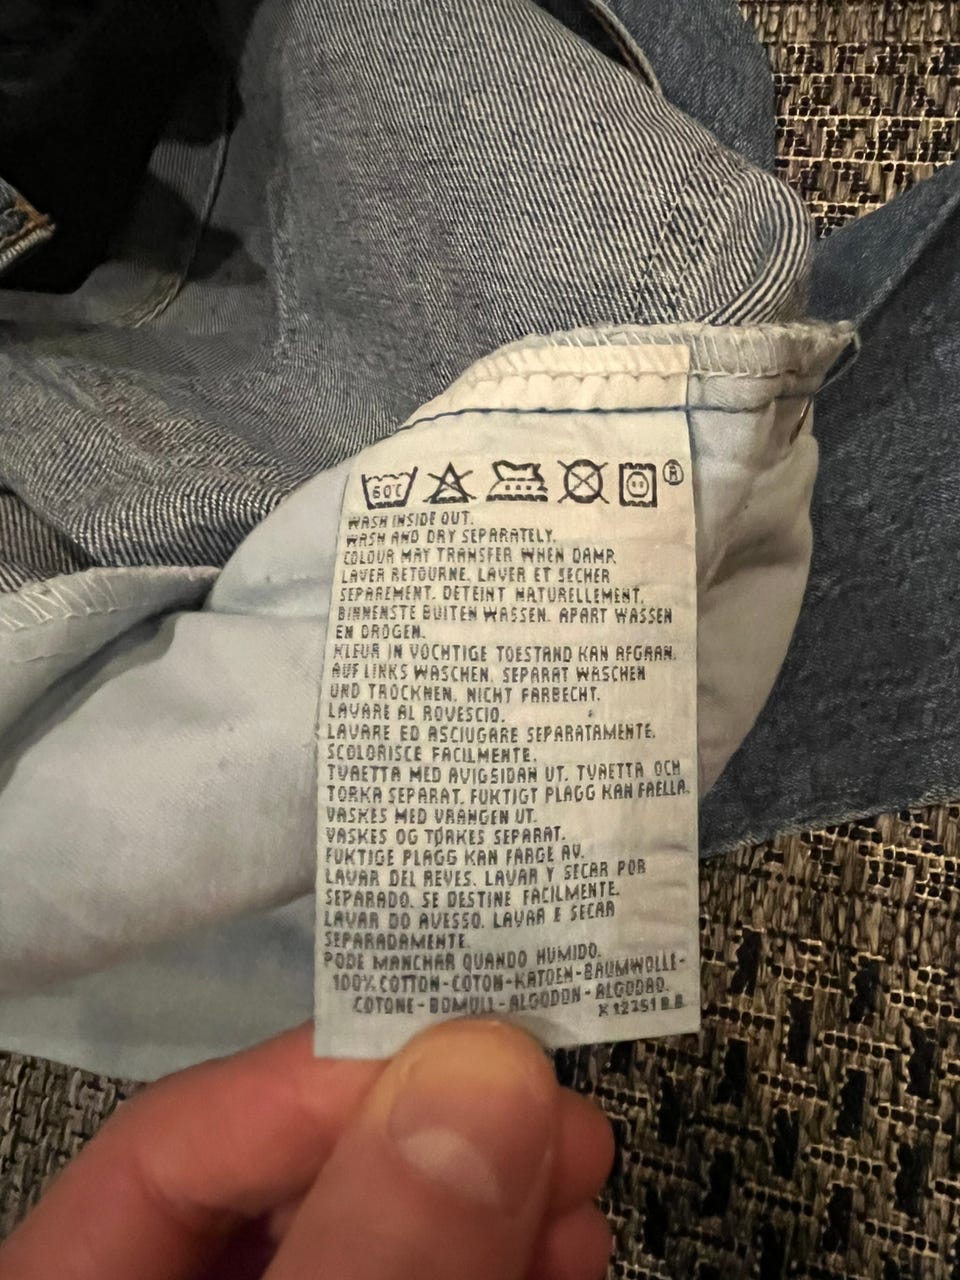 60C ®
WASH INSIDE OUT.
WASH AND DRY SEPARATELY.
COLOUR MAY TRANSFER WHEN DAMP.
LAVER RETOURNE. LAVER ET SECHER
SEPAREMENT. DETEINT NATURELLEMENT.
BINNENSTE BUITEN WASSEN. APART WASSEN
EN DROGEN.
KLEUR IN VOCHTIGE TOESTAND KAN AFGAAN.
AUF LINKS WASCHEN. SEPARAT WASCHEN
UND TROCKNEN. NICHT FARBECHT.
LAVARE AL ROVESCIO.
LAVARE ED ASCIUGARE SEPARATAMENTE.
SCOLORISCE FACILMENTE.
TVAETTA MED AVIGSIDAN UT. TVAETTA OCH
TORKA SEPARAT. FUKTIGT PLAGG KAN FAELLA.
VASKES MED VRANGEN UT.
VASKES OG TØRKES SEPARAT.
FUKTIGE PLAGG KAN FARGE AV.
LAVAR DEL REVES. LAVAR Y SECAR POR
SEPARADO. SE DESTINE FACILMENTE.
LAVAR DO AVESSO. LAVAR E SECAR
SEPARADAMENTE.
PODE MANCHAR QUANDO HUMIDO.
100% COTTON-COTON-KATOEN-BAUMWOLLE-
COTONE-BOMULL-ALGODON-ALGODAO.